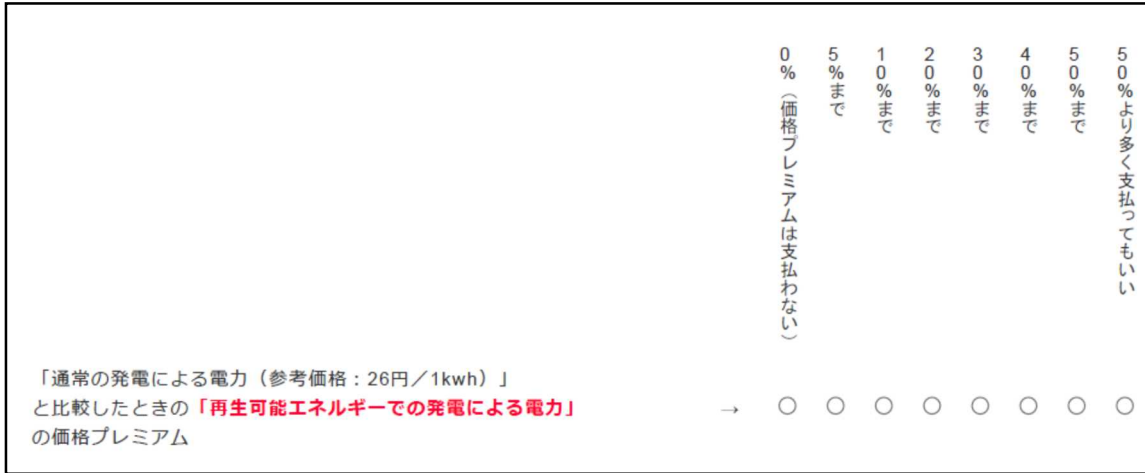 0%（価格プレミアムは支払わない）
5%まで
10%まで
20%まで
30%まで
40%まで
50%まで
50%より多く支払ってもいい
「通常の発電による電力（参考価格：26円／1kwh）」
と比較したときの「再生可能エネルギーでの発電による電力」
の価格プレミアム
→